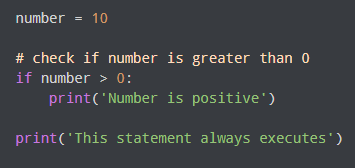 number = 10
# check if number is greater than 0
if number > 0:
    print('Number is positive')
print('This statement always executes')